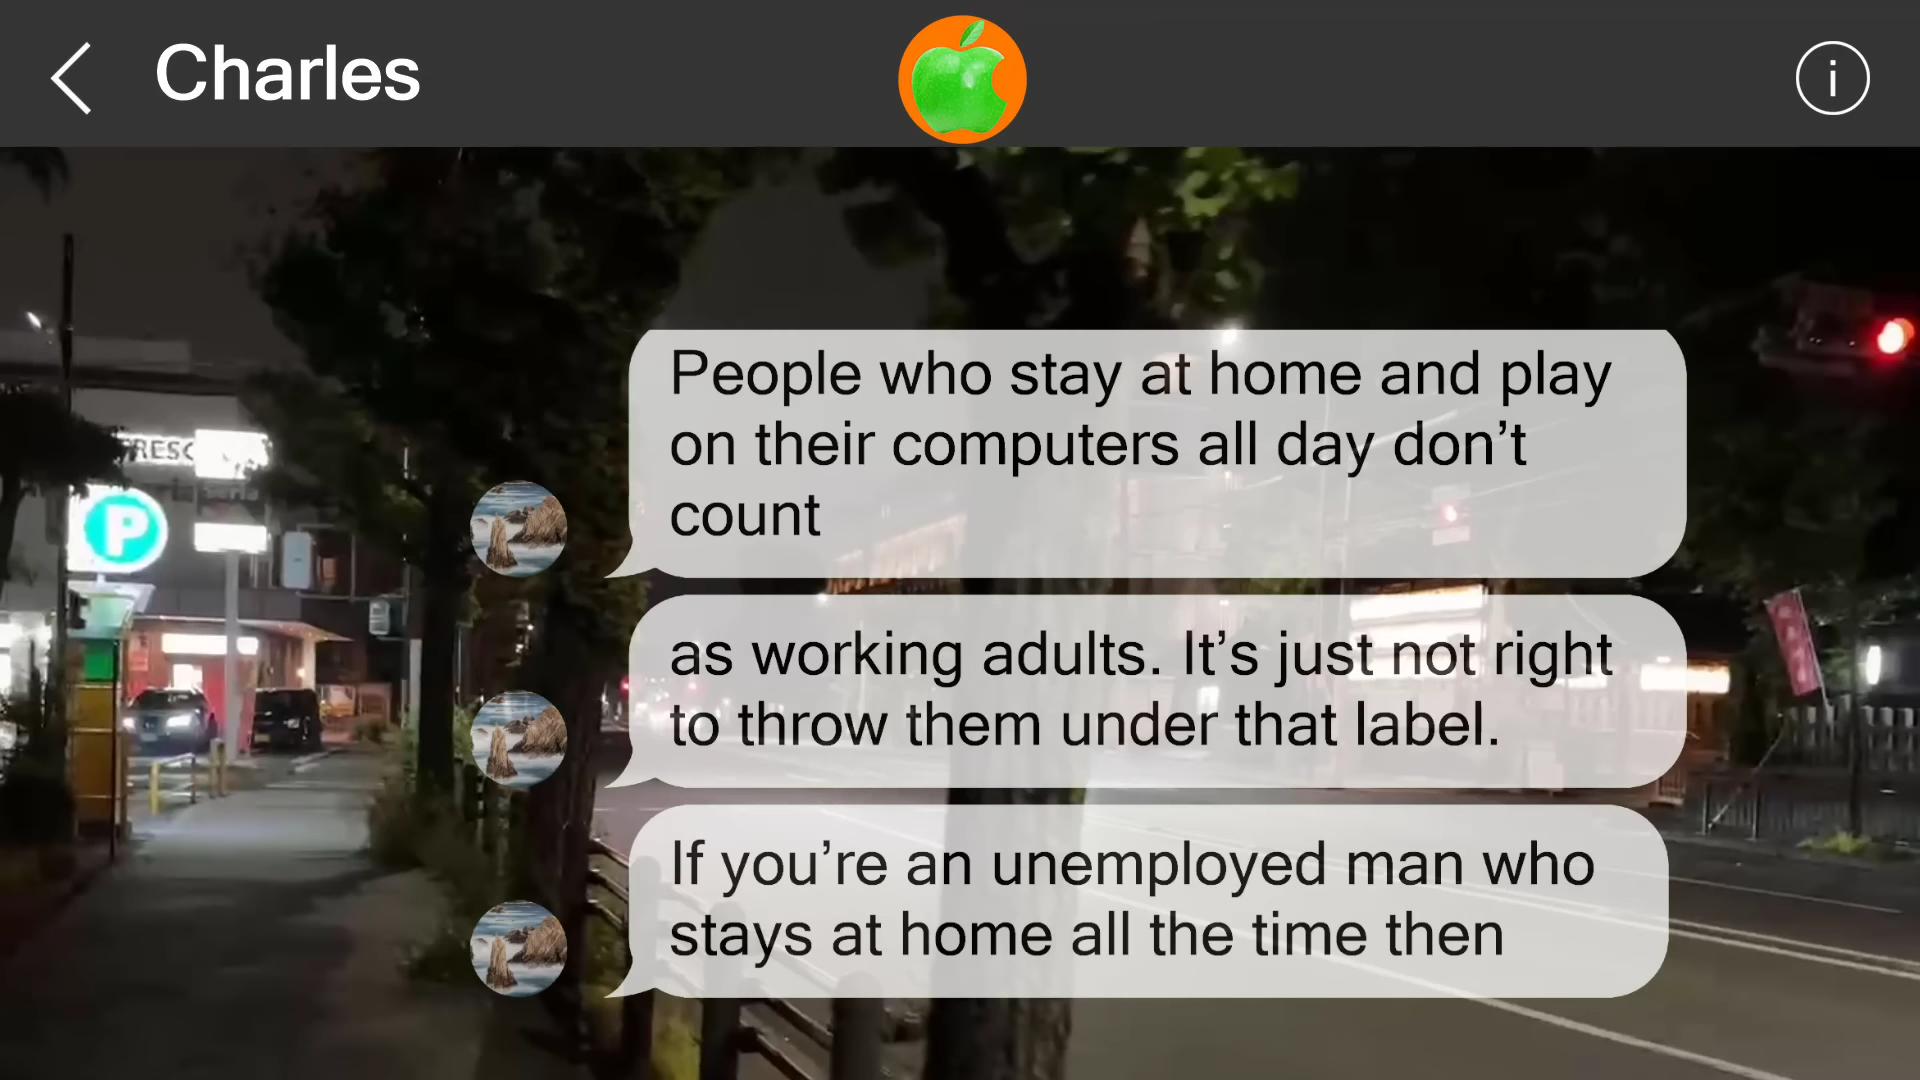 Charles
People who stay at home and play
on their computers all day don’t
count
as working adults. It’s just not right
to throw them under that label.
If you’re an unemployed man who
stays at home all the time then
P